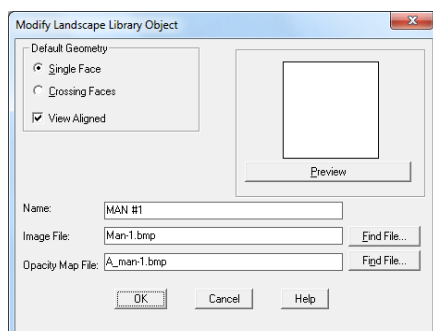 Modify Landscape Library Object
Default Geometry
Single Face
Crossing Faces
View Aligned
Preview
Name:
MAN #1
Image File:
Man-1.bmp
Find File...
Opacity Map File:
A_man-1.bmp
Find File...
OK
Cancel
Help